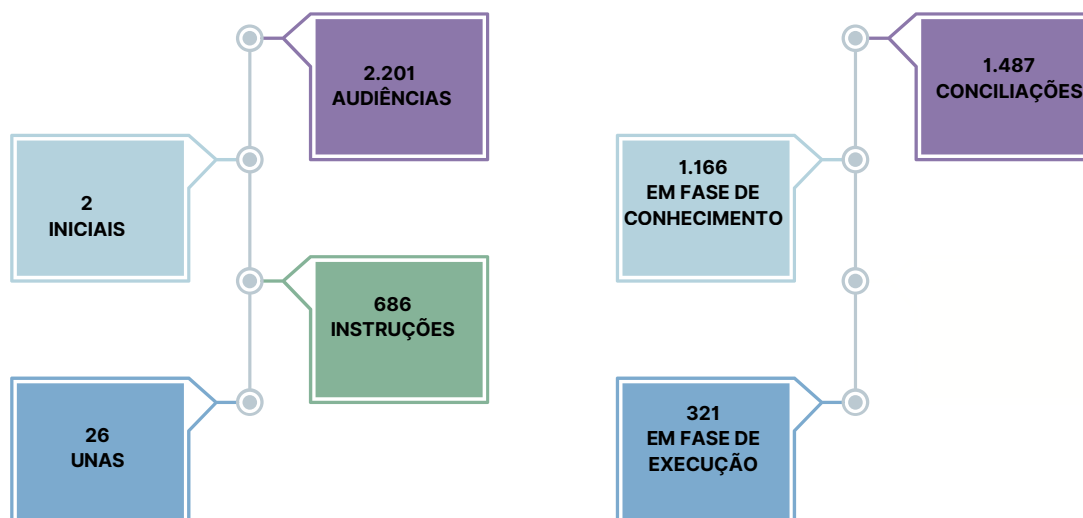 2.201
AUDIÊNCIAS
2
INICIAIS
686
INSTRUÇÕES
26
UNAS
1.487
CONCILIAÇÕES
1.166
EM FASE DE
CONHECIMENTO
321
EM FASE DE
EXECUÇÃO